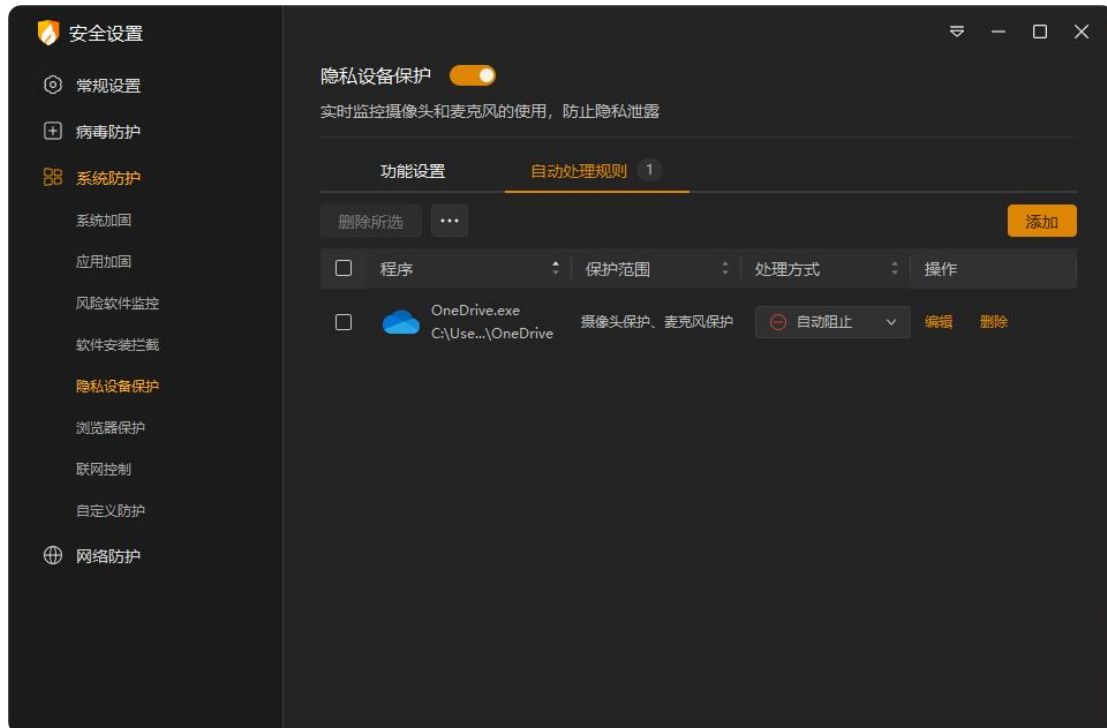 安全设置
常规设置
病毒防护
系统防护
系统加固
应用加固
风险软件监控
软件安装拦截
隐私设备保护
浏览器保护
联网控制
自定义防护
网络防护
隐私设备保护
实时监控摄像头和麦克风的使用，防止隐私泄露
功能设置 自动处理规则 1
删除所选 ··· 添加
程序 保护范围 处理方式 操作
OneDrive.exe
C:\Use...\OneDrive
摄像头保护、麦克风保护 自动阻止 编辑 删除